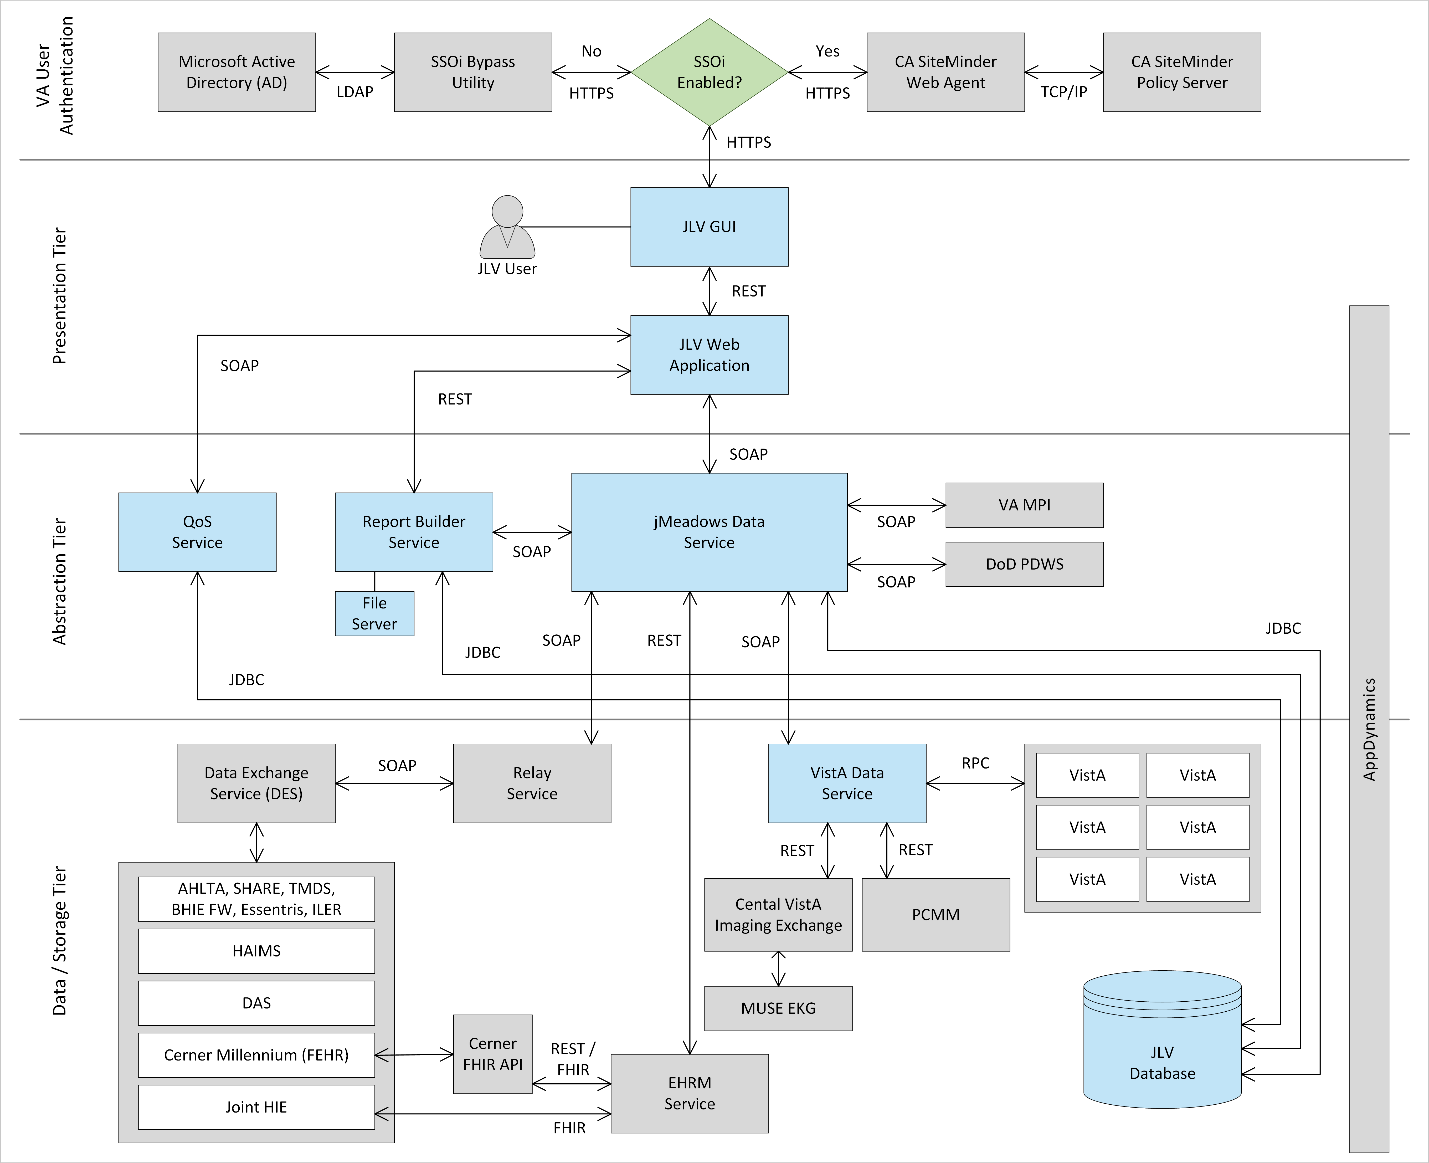 VA User
Authentication
Microsoft Active
Directory (AD)
LDAP
SSOi Bypass
Utility
No
HTTPS
SSOi
Enabled?
Yes
HTTPS
CA SiteMinder
Web Agent
TCP/IP
CA SiteMinder
Policy Server
HTTPS
Presentation Tier
JLV User
JLV GUI
REST
JLV Web
Application
SOAP
REST
SOAP
Abstraction Tier
QoS
Service
Report Builder
Service
SOAP
jMeadows Data
Service
SOAP
VA MPI
SOAP
DoD PDWS
File
Server
SOAP
REST
SOAP
JDBC
JDBC
JDBC
AppDynamics
Data / Storage Tier
Data Exchange
Service (DES)
SOAP
Relay
Service
VistA Data
Service
RPC
VistA
VistA
VistA
VistA
VistA
VistA
REST
REST
Cental VistA
Imaging Exchange
PCMM
MUSE EKG
AHLTA, SHARE, TMDS,
BHIE FW, Essentris, ILER
HAIMS
DAS
Cerner Millennium (FEHR)
Joint HIE
Cerner
FHIR API
REST /
FHIR
FHIR
EHRM
Service
JLV
Database